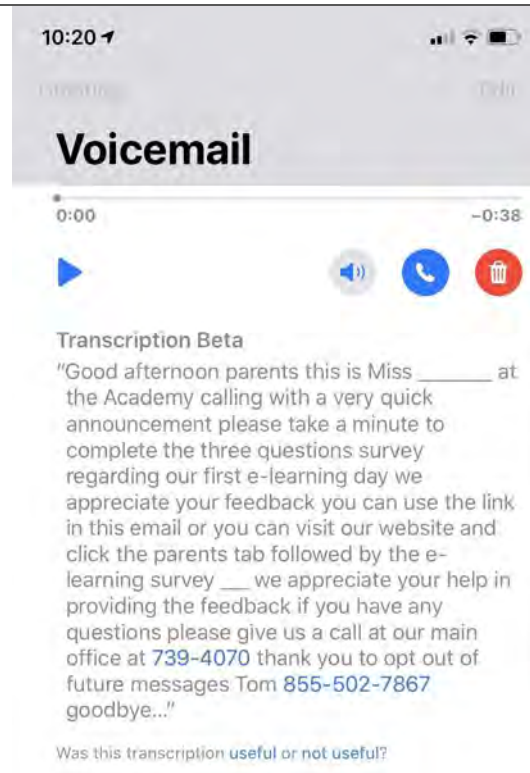 10:20
Voicemail
0:00 -0:38
Transcription Beta
"Good afternoon parents this is Miss _______ at
the Academy calling with a very quick
announcement please take a minute to
complete the three questions survey
regarding our first e-learning day we
appreciate your feedback you can use the link
in this email or you can visit our website and
click the parents tab followed by the e-
learning survey ___ we appreciate your help in
providing the feedback if you have any
questions please give us a call at our main
office at 739-4070 thank you to opt out of
future messages Tom 855-502-7867
goodbye..."
Was this transcription useful or not useful?